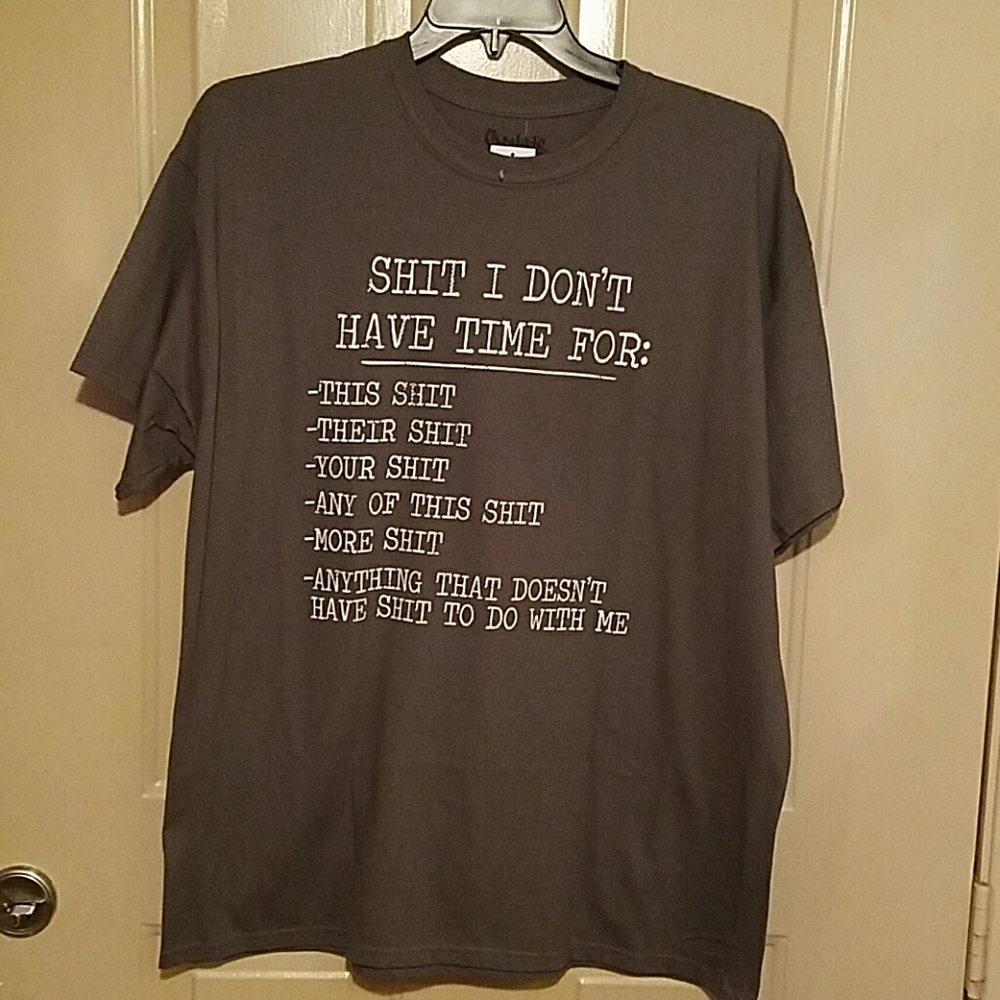 SHIT I DON'T
HAVE TIME FOR:
-THIS SHIT
-THEIR SHIT
-YOUR SHIT
-ANY OF THIS SHIT
-MORE SHIT
-ANYTHING THAT DOESN'T
HAVE SHIT TO DO WITH ME